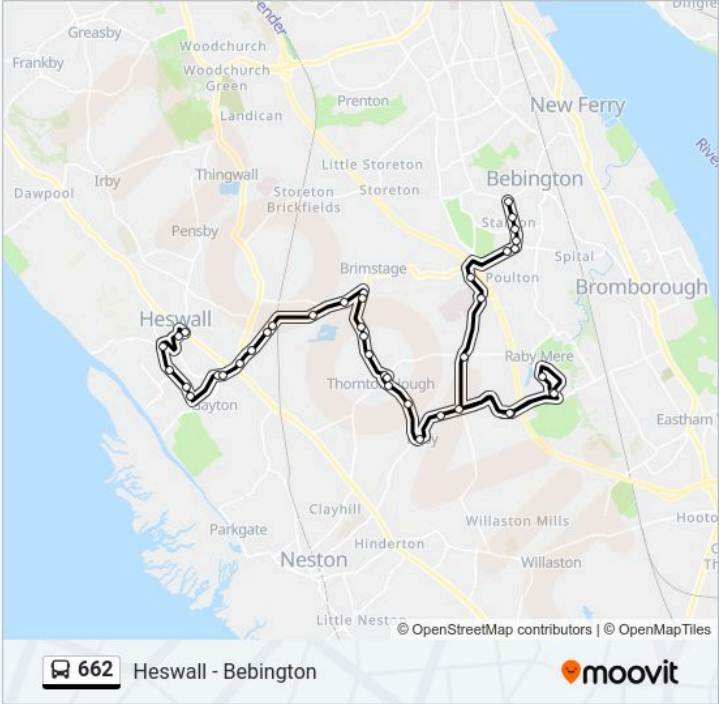 Greasby
Woodchurch
Frankby
Woodchurch
Green
Landican
Prenton
New Ferry
Little Storeton
Irby
Thingwall
Bebington
Dawpool
Storeton
Storeton
Brickfields
Pensby
Spital
Brimstage
Poulton
Bromborough
Heswall
Raby Mere
Gayton
Eastham
Clayhill
Willaston Mills
Hooto
Parkgate
Hinderton
Neston
Willaston
Little Neston
© OpenStreetMap contributors | © OpenMapTiles
662 Heswall - Bebington
moovit